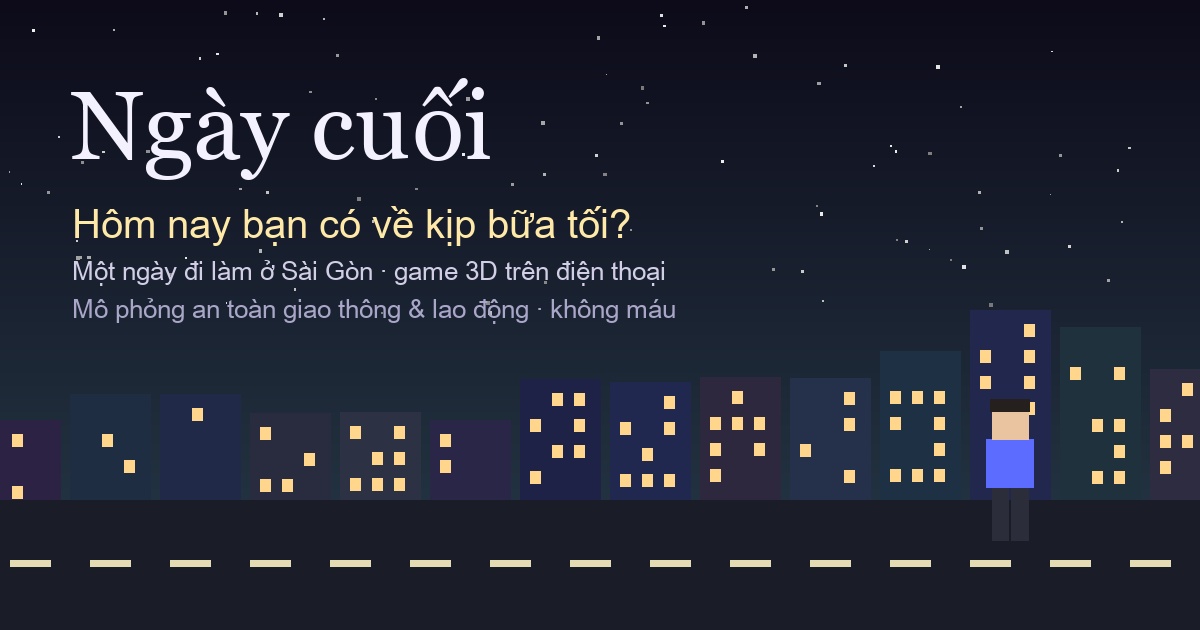 Ngày cuối
Hôm nay bạn có về kịp bữa tối?
Một ngày đi làm ở Sài Gòn · game 3D trên điện thoại
Mô phỏng an toàn giao thông & lao động · không máu